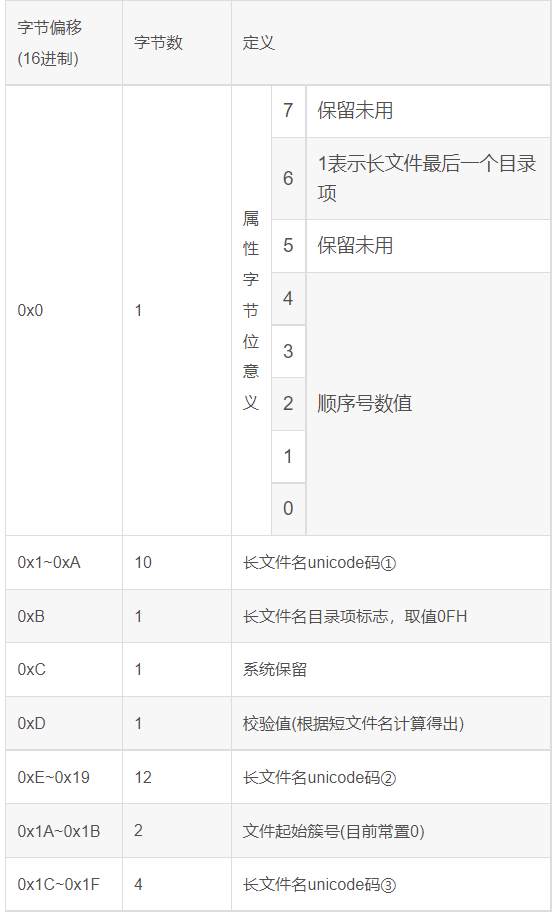 字节偏移
(16进制)
字节数
定义
0x0
1
属
性
字
节
位
意
义
7
保留未用
6
1表示长文件最后一个目录
项
5
保留未用
4
3
2
1
0
顺序号数值
0x1~0xA
10
长文件名unicode码①
0xB
1
长文件名目录项标志，取值0FH
0xC
1
系统保留
0xD
1
校验值(根据短文件名计算得出)
0xE~0x19
12
长文件名unicode码②
0x1A~0x1B
2
文件起始簇号(目前常置0)
0x1C~0x1F
4
长文件名unicode码③